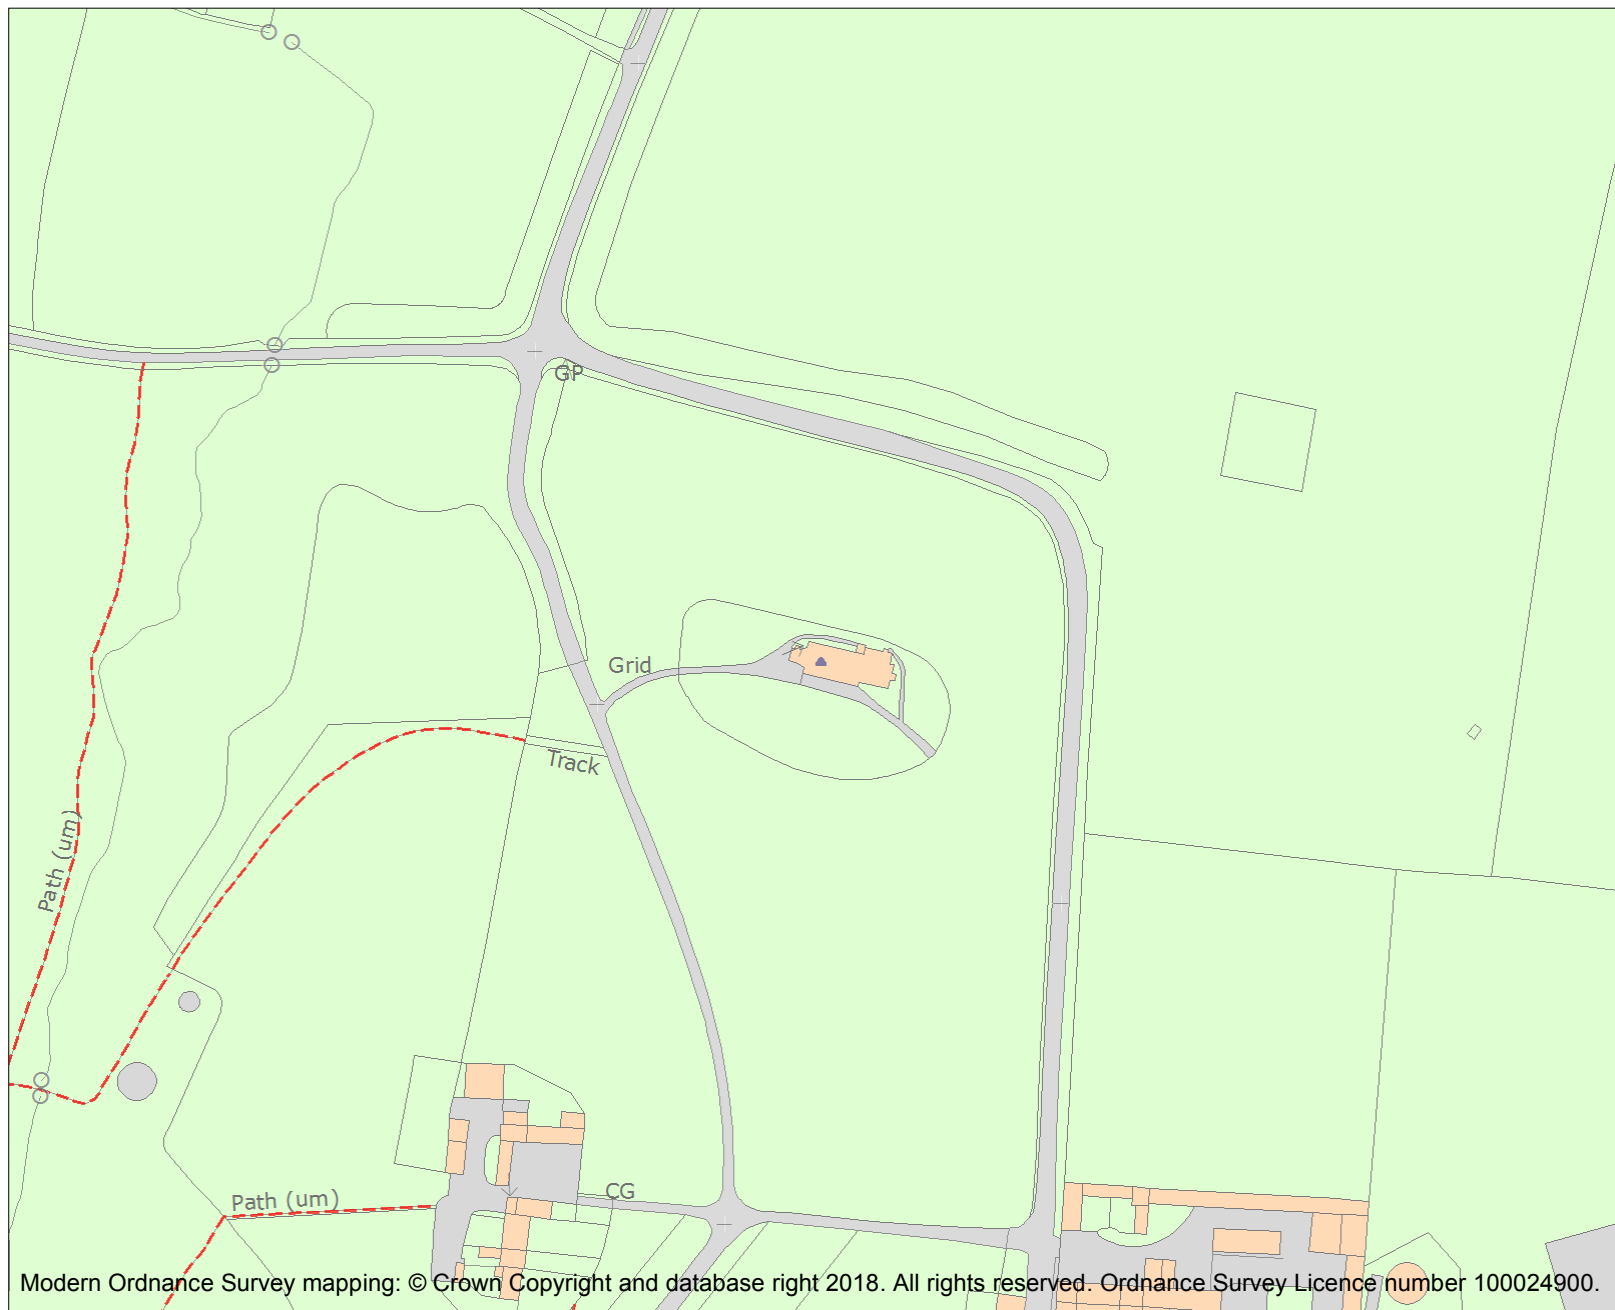 GP
Grid
Track
Path (um)
CG
Path (um)
Modern Ordnance Survey mapping: © Crown Copyright and database right 2018. All rights reserved. Ordnance Survey Licence number 100024900.